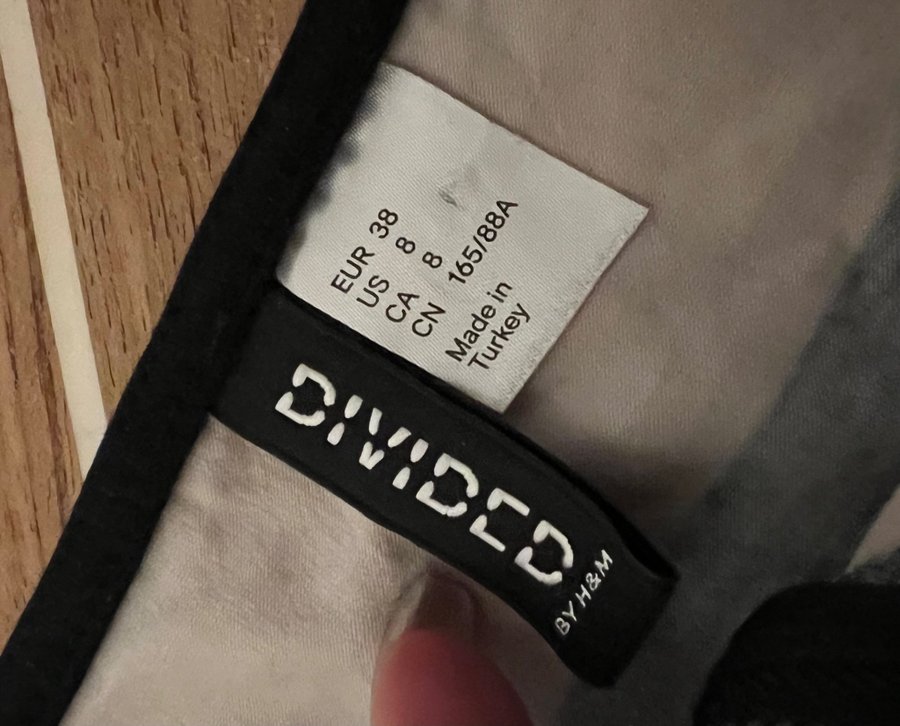 EUR 38
US 8
CA 8
CN 165/88A
Made in
Turkey
DIVIDED
BY H&M